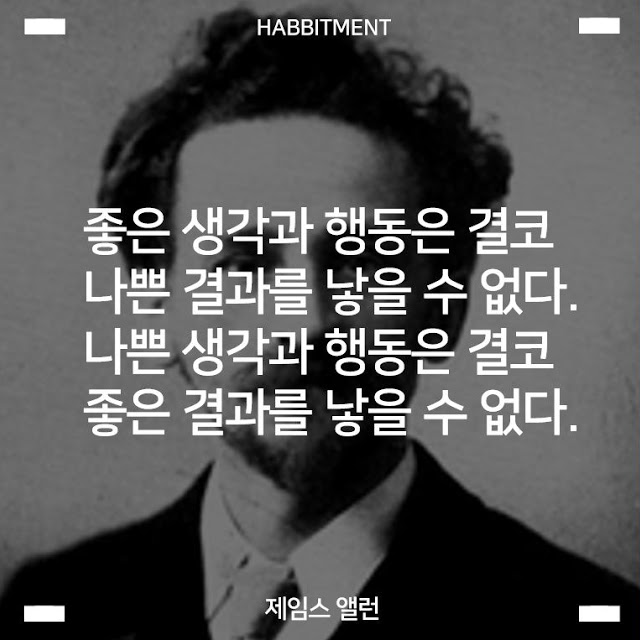 HABBITMENT
좋은 생각과 행동은 결코
나쁜 결과를 낳을 수 없다.
나쁜 생각과 행동은 결코
좋은 결과를 낳을 수 없다.
제임스 앨런